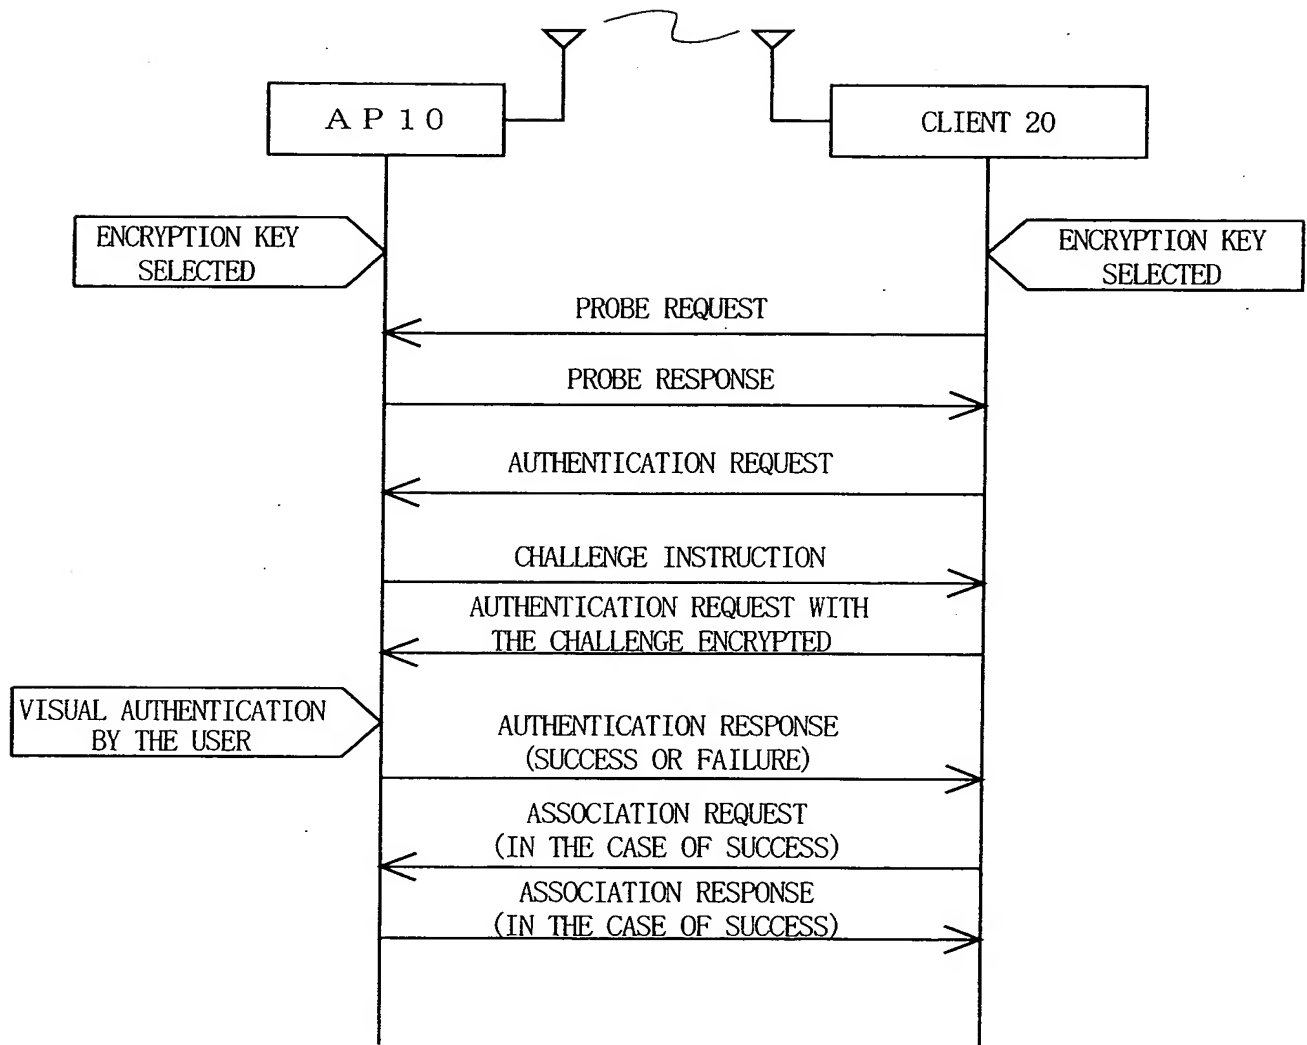 AP10
CLIENT 20
ENCRYPTION KEY
SELECTED
ENCRYPTION KEY
SELECTED
PROBE REQUEST
PROBE RESPONSE
AUTHENTICATION REQUEST
CHALLENGE INSTRUCTION
AUTHENTICATION REQUEST WITH
THE CHALLENGE ENCRYPTED
VISUAL AUTHENTICATION
BY THE USER
AUTHENTICATION RESPONSE
(SUCCESS OR FAILURE)
ASSOCIATION REQUEST
(IN THE CASE OF SUCCESS)
ASSOCIATION RESPONSE
(IN THE CASE OF SUCCESS)